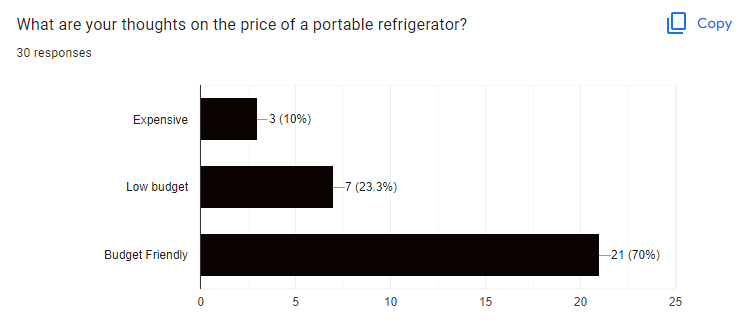 What are your thoughts on the price of a portable refrigerator?
Copy
30 responses
Expensive
3 (10%)
Low budget
7 (23.3%)
Budget Friendly
21 (70%)
0 5 10 15 20 25